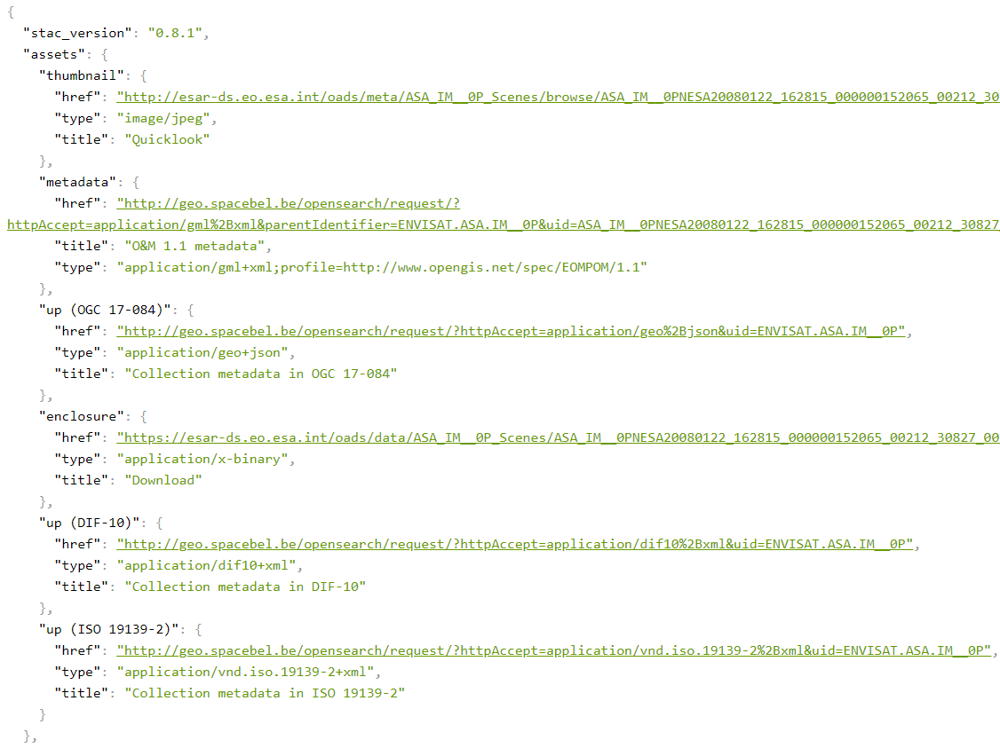 {
  "stac_version": "0.8.1",
  "assets": {
    "thumbnail": {
      "href": "http://esar-ds.eo.esa.int/oads/meta/ASA_IM__0P_Scenes/browse/ASA_IM__0PNESA20080122_162815_000000152065_00212_30
      "type": "image/jpeg",
      "title": "Quicklook"
    },
    "metadata": {
      "href": "http://geo.spacebel.be/opensearch/request/?
httpAccept=application/gml%2Bxml&parentIdentifier=ENVISAT.ASA.IM__0P&uid=ASA_IM__0PNESA20080122_162815_000000152065_00212_30827
      "title": "O&M 1.1 metadata",
      "type": "application/gml+xml;profile=http://www.opengis.net/spec/EOMPOM/1.1"
    },
    "up (OGC 17-084)": {
      "href": "http://geo.spacebel.be/opensearch/request/?httpAccept=application/geo%2Bjson&uid=ENVISAT.ASA.IM__0P",
      "type": "application/geo+json",
      "title": "Collection metadata in OGC 17-084"
    },
    "enclosure": {
      "href": "https://esar-ds.eo.esa.int/oads/data/ASA_IM__0P_Scenes/ASA_IM__0PNESA20080122_162815_000000152065_00212_30827_00
      "type": "application/x-binary",
      "title": "Download"
    },
    "up (DIF-10)": {
      "href": "http://geo.spacebel.be/opensearch/request/?httpAccept=application/dif10%2Bxml&uid=ENVISAT.ASA.IM__0P",
      "type": "application/dif10+xml",
      "title": "Collection metadata in DIF-10"
    },
    "up (ISO 19139-2)": {
      "href": "http://geo.spacebel.be/opensearch/request/?httpAccept=application/vnd.iso.19139-2%2Bxml&uid=ENVISAT.ASA.IM__0P",
      "type": "application/vnd.iso.19139-2+xml",
      "title": "Collection metadata in ISO 19139-2"
    }
  },